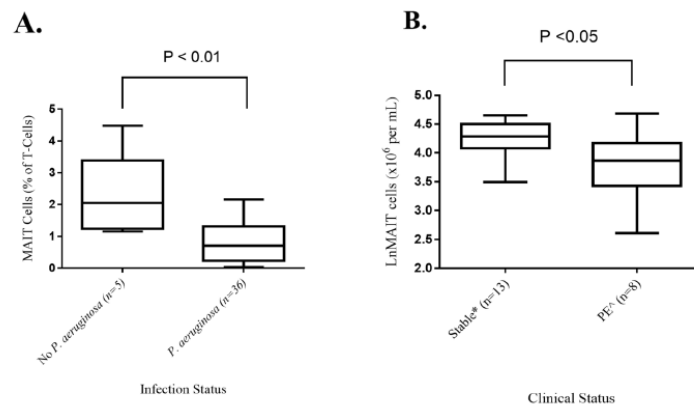 A.
P < 0.01
MAIT Cells (% of T-Cells)
5
4
3
2
1
0
No P. aeruginosa (n=5)
P. aeruginosa (n=36)
Infection Status
B.
P <0.05
LnMAIT cells (x10⁶ per mL)
5.0
4.5
4.0
3.5
3.0
2.5
2.0
Stable* (n=13)
PE^ (n=8)
Clinical Status